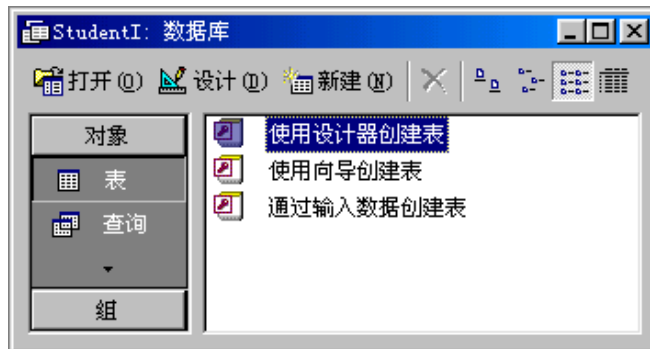 StudentI: 数据库
打开(O) 设计(D) 新建(N)
对象
表
查询
组
使用设计器创建表
使用向导创建表
通过输入数据创建表